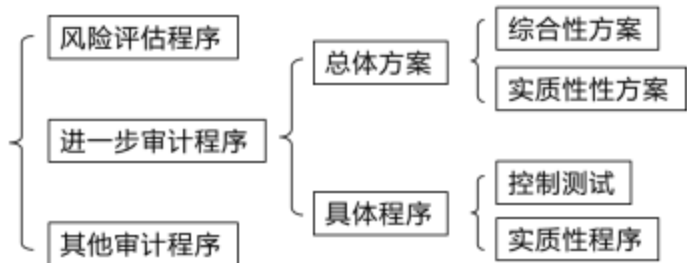 风险评估程序
进一步审计程序
其他审计程序
总体方案
具体程序
综合性方案
实质性性方案
控制测试
实质性程序